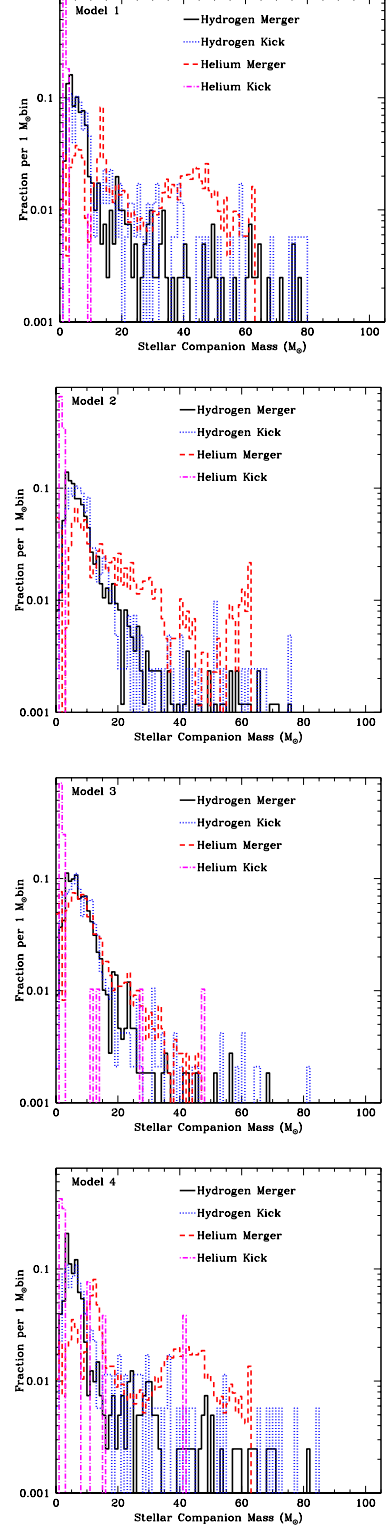 Model 1
Hydrogen Merger
Hydrogen Kick
Helium Merger
Helium Kick
Fraction per 1 M⊙bin
0.1
0.01
0.001
0 20 40 60 80 100
Stellar Companion Mass (M⊙)
Model 2
Hydrogen Merger
Hydrogen Kick
Helium Merger
Helium Kick
Fraction per 1 M⊙bin
0.1
0.01
0.001
0 20 40 60 80 100
Stellar Companion Mass (M⊙)
Model 3
Hydrogen Merger
Hydrogen Kick
Helium Merger
Helium Kick
Fraction per 1 M⊙bin
0.1
0.01
0.001
0 20 40 60 80 100
Stellar Companion Mass (M⊙)
Model 4
Hydrogen Merger
Hydrogen Kick
Helium Merger
Helium Kick
Fraction per 1 M⊙bin
0.1
0.01
0.001
0 20 40 60 80 100
Stellar Companion Mass (M⊙)